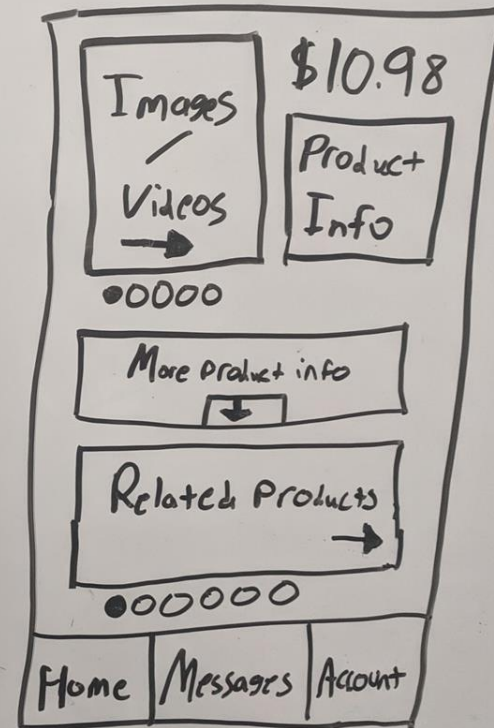 Images
/
Videos
$10.98
Product
Info
More product info
Related Products
Home
Messages
Account